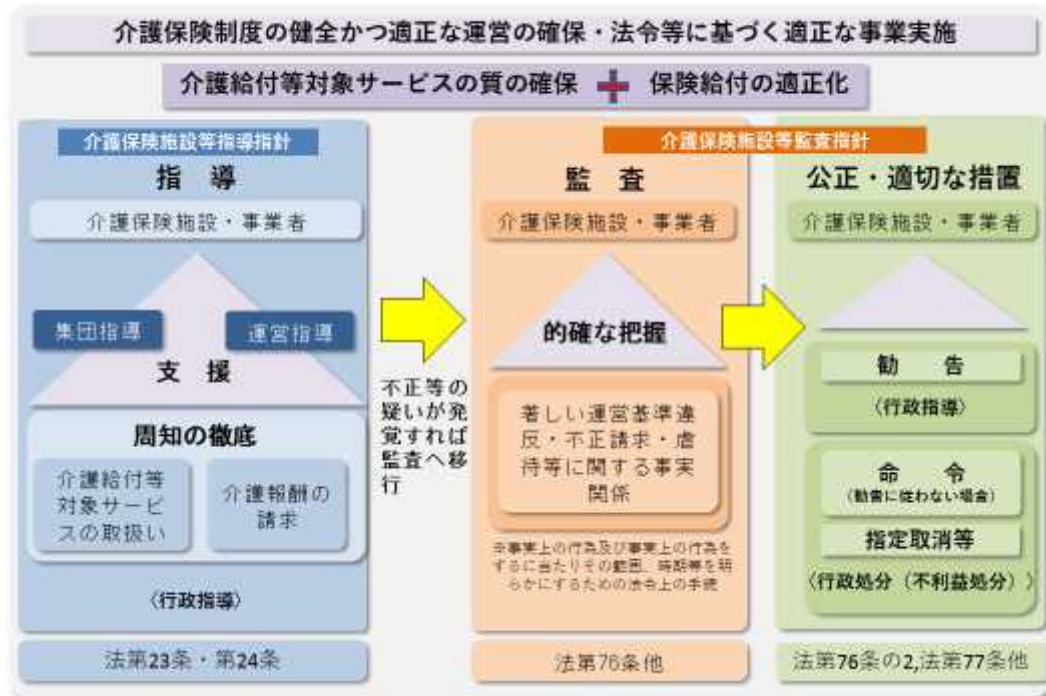 介護保険制度の健全かつ適正な運営の確保・法令等に基づく適正な事業実施
介護給付等対象サービスの質の確保 ＋ 保険給付の適正化
介護保険施設等指導指針
指　導
介護保険施設・事業者
集団指導
運営指導
支　援
周知の徹底
介護給付等
対象サービ
スの取扱い
介護報酬の
請求
〈行政指導〉
法第23条・第24条
不正等の
疑いが発
覚すれば
監査へ移
行
介護保険施設等監査指針
監　査
介護保険施設・事業者
的確な把握
著しい運営基準違
反・不正請求・虐
待等に関する事実
関係
※事実上の行為及び事実上の行為を
するに当たりその範囲、時期等を明
らかにするための法令上の手続
法第76条他
公正・適切な措置
介護保険施設・事業者
勧　告
〈行政指導〉
命　令
（勧告に従わない場合）
指定取消等
〈行政処分（不利益処分）〉
法第76条の2,法第77条他